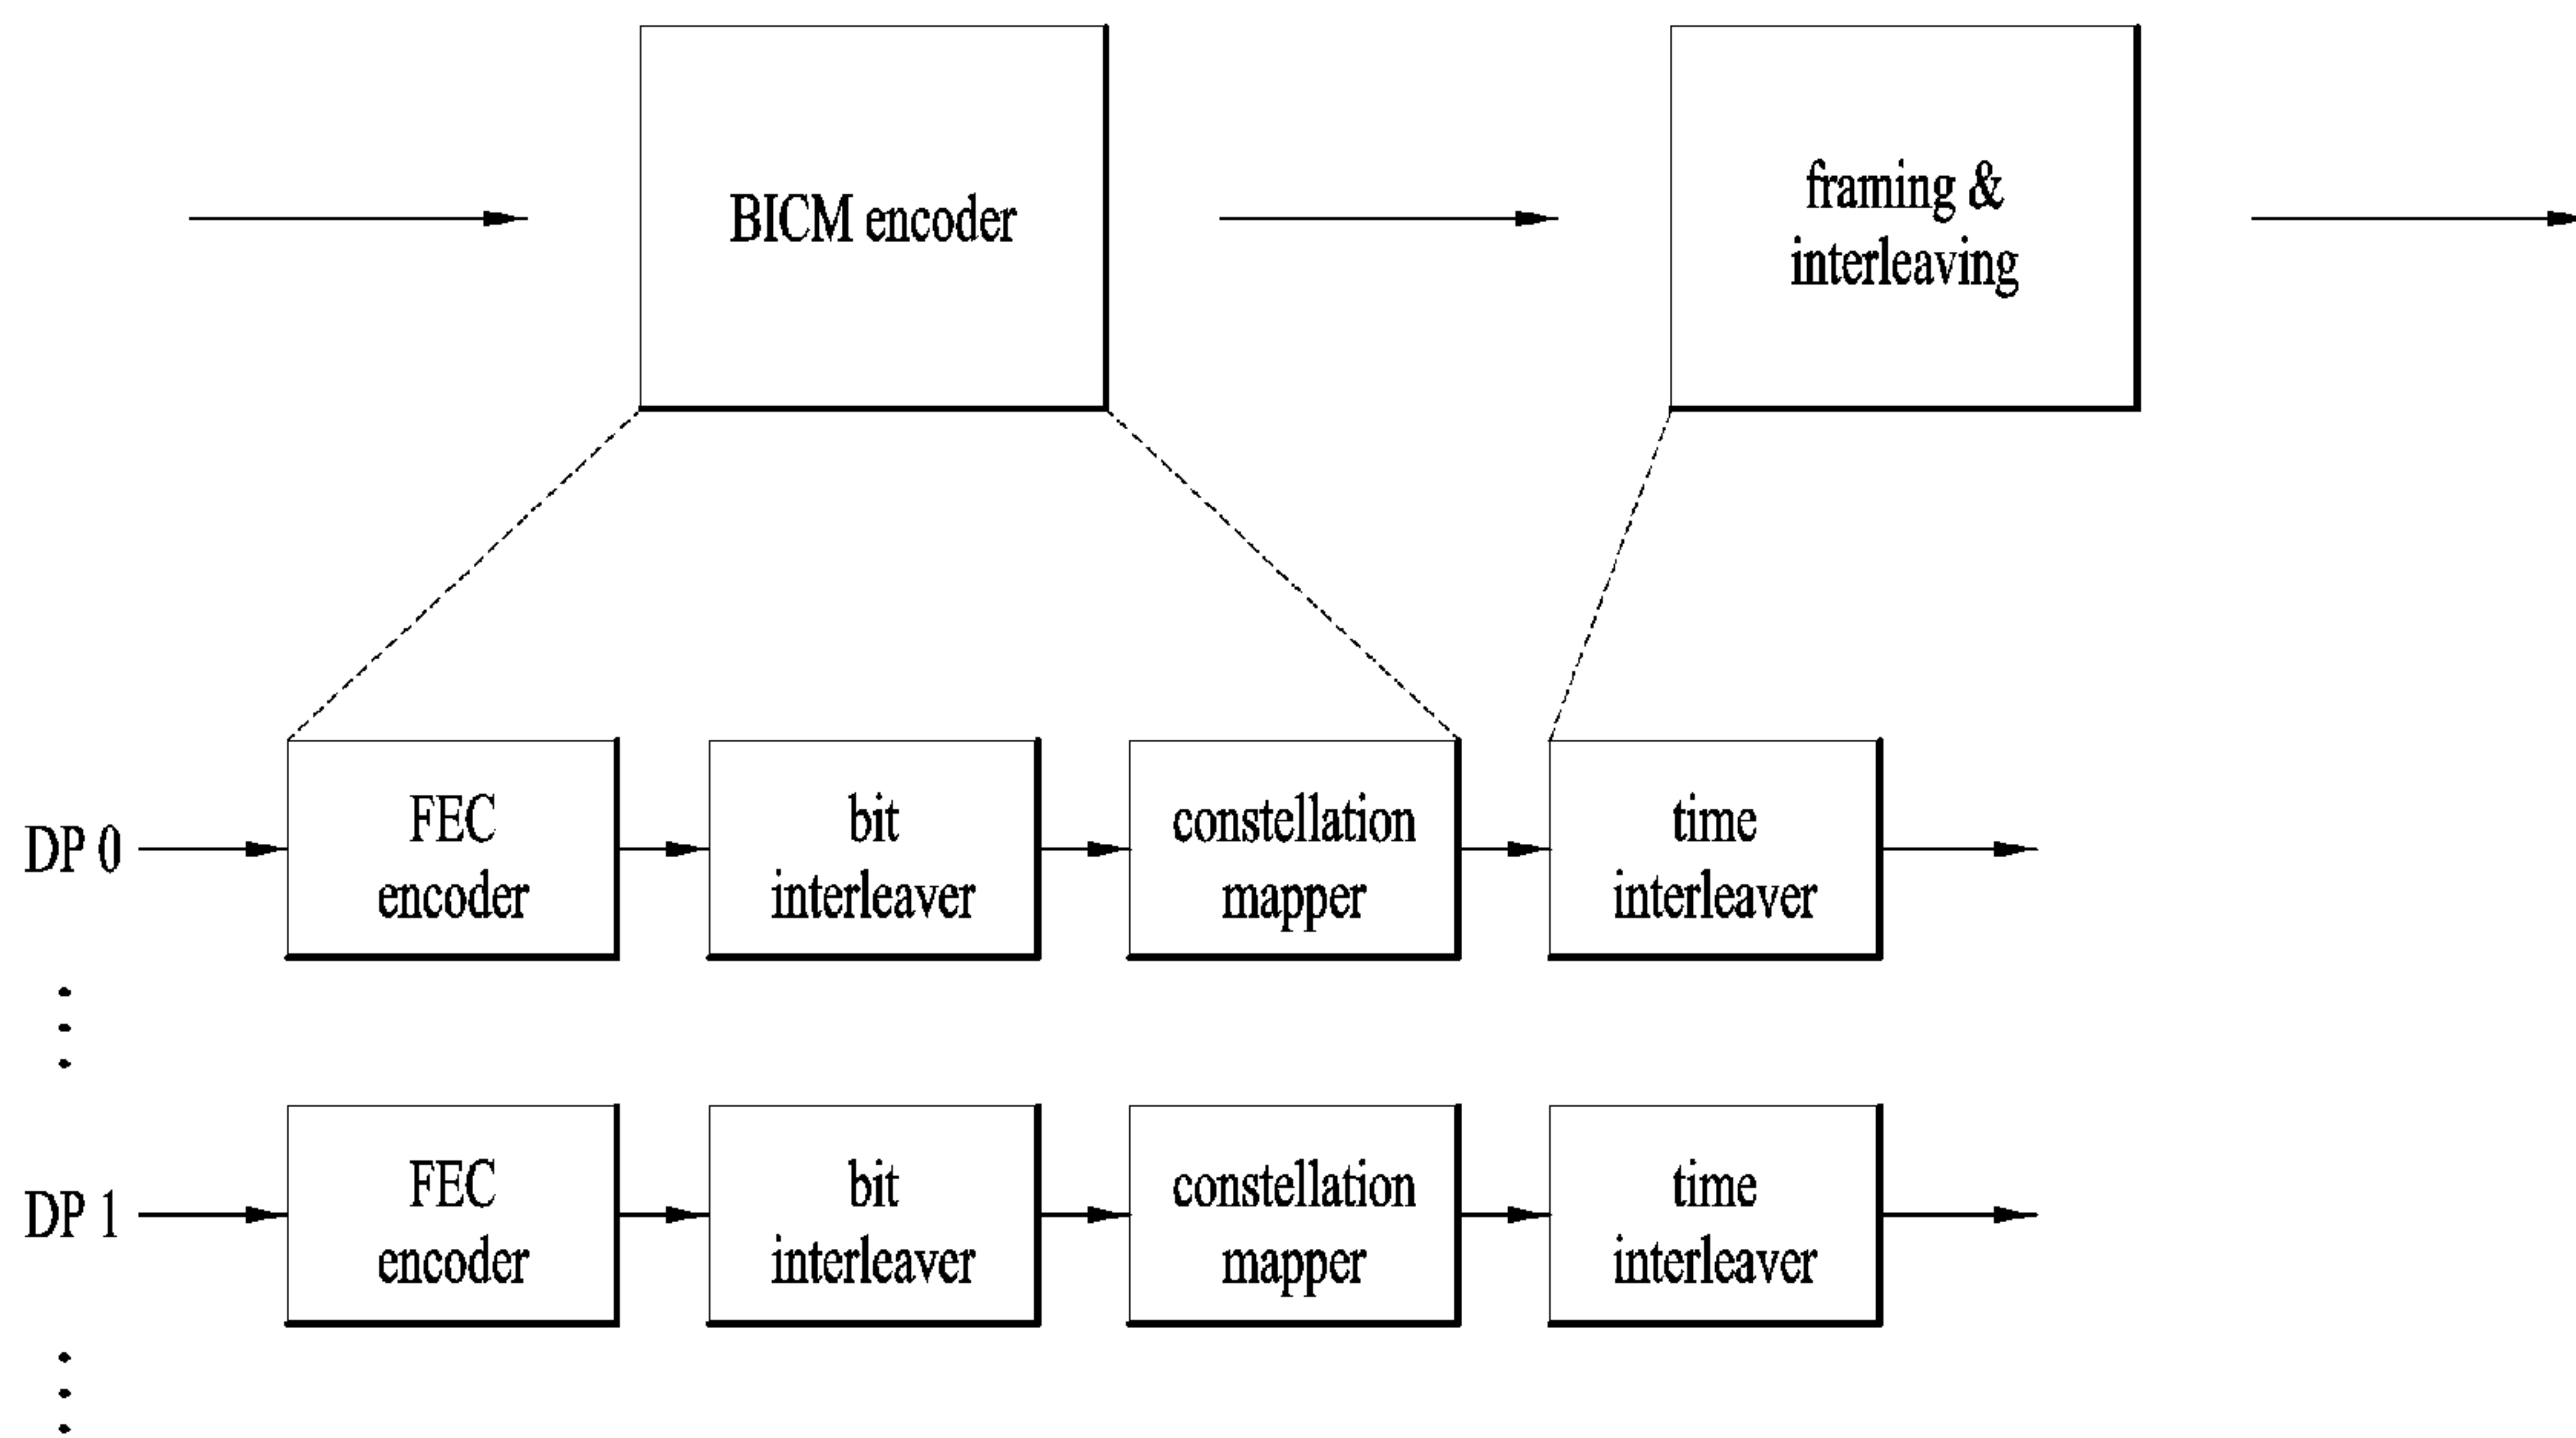 BICM encoder
framing &
interleaving
DP 0
FEC
encoder
bit
interleaver
constellation
mapper
time
interleaver
DP 1
FEC
encoder
bit
interleaver
constellation
mapper
time
interleaver